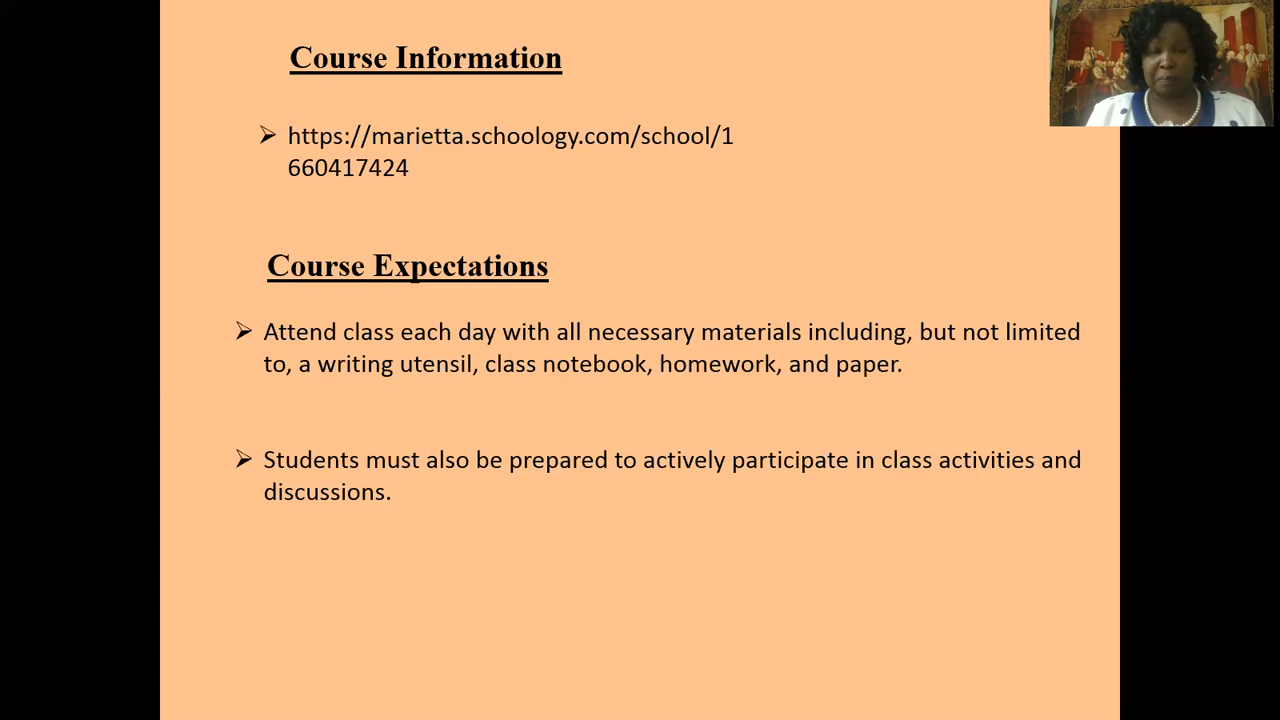 Course Information
https://marietta.schoology.com/school/1
660417424
Course Expectations
Attend class each day with all necessary materials including, but not limited
to, a writing utensil, class notebook, homework, and paper.
Students must also be prepared to actively participate in class activities and
discussions.